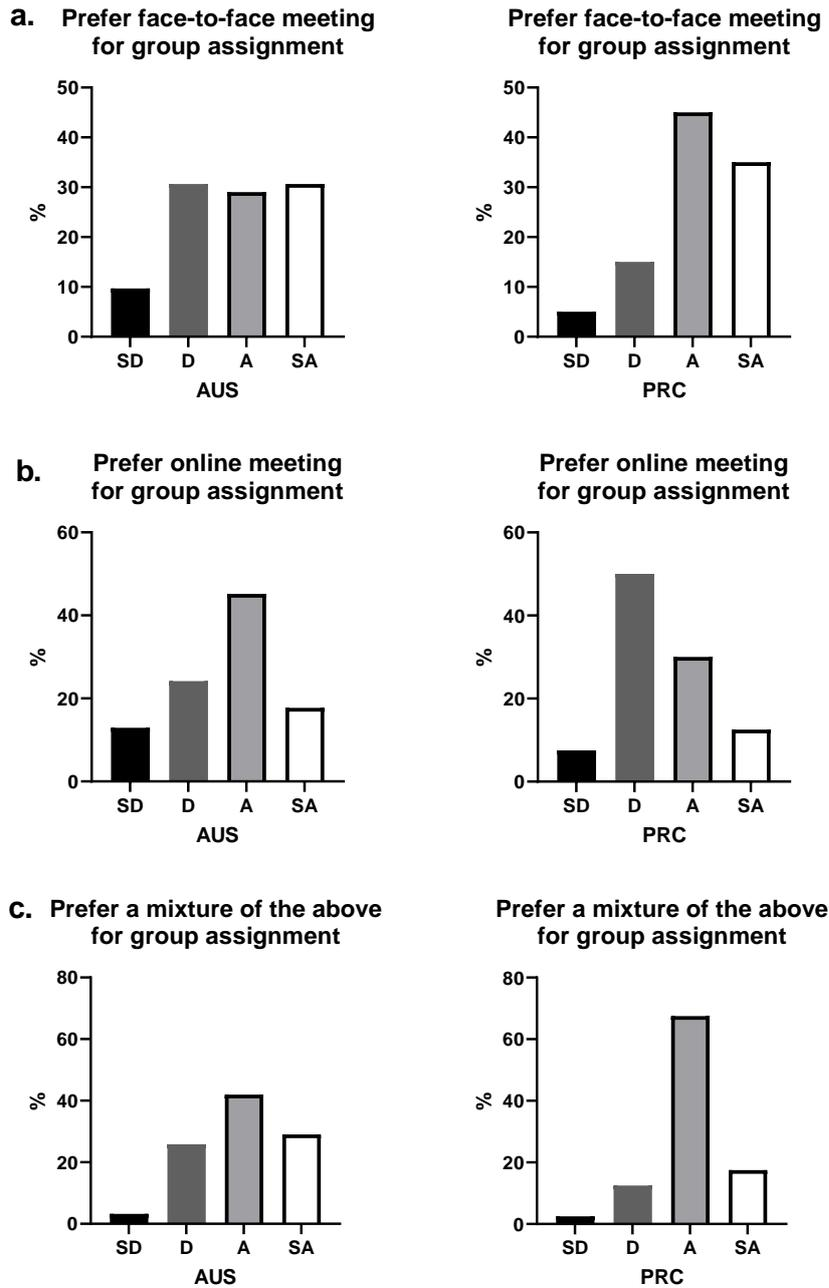 a. Prefer face-to-face meeting
for group assignment
50
40
30
20
10
0
%
SD D A SA
AUS
Prefer face-to-face meeting
for group assignment
50
40
30
20
10
0
%
SD D A SA
PRC
b. Prefer online meeting
for group assignment
60
40
20
0
%
SD D A SA
AUS
Prefer online meeting
for group assignment
60
40
20
0
%
SD D A SA
PRC
c. Prefer a mixture of the above
for group assignment
80
60
40
20
0
%
SD D A SA
AUS
Prefer a mixture of the above
for group assignment
80
60
40
20
0
%
SD D A SA
PRC